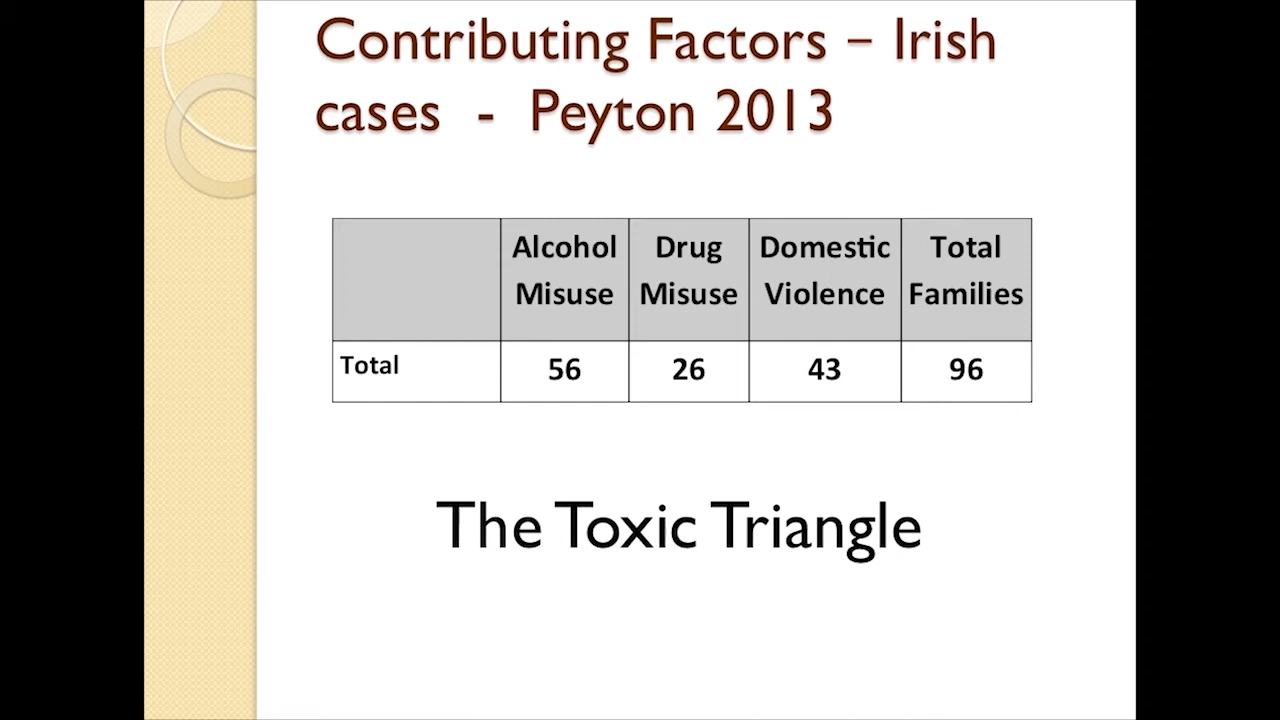 Contributing Factors – Irish
cases - Peyton 2013
Alcohol Misuse Drug Misuse Domestic Violence Total Families
Total 56 26 43 96
The Toxic Triangle